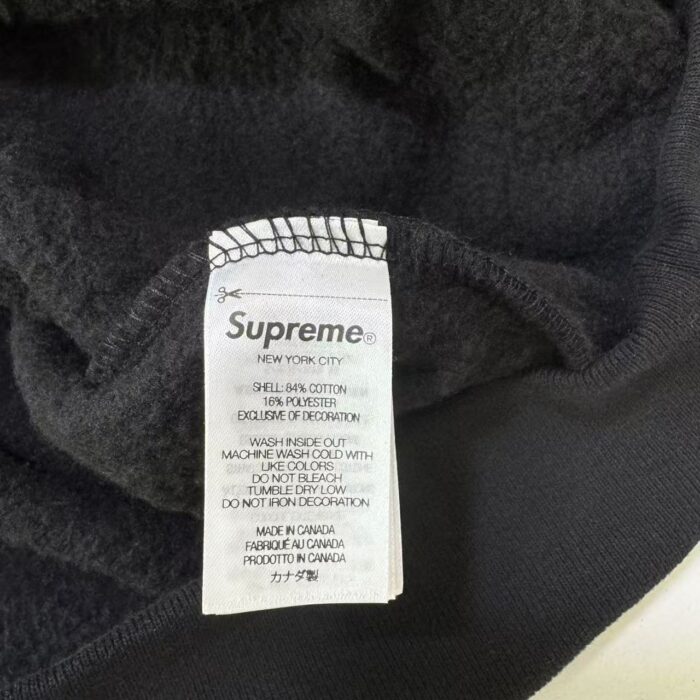 Supreme®
NEW YORK CITY
SHELL: 84% COTTON
16% POLYESTER
EXCLUSIVE OF DECORATION
WASH INSIDE OUT
MACHINE WASH COLD WITH
LIKE COLORS
DO NOT BLEACH
TUMBLE DRY LOW
DO NOT IRON DECORATION
MADE IN CANADA
FABRIQUÉ AU CANADA
PRODOTTO IN CANADA
カナダ製